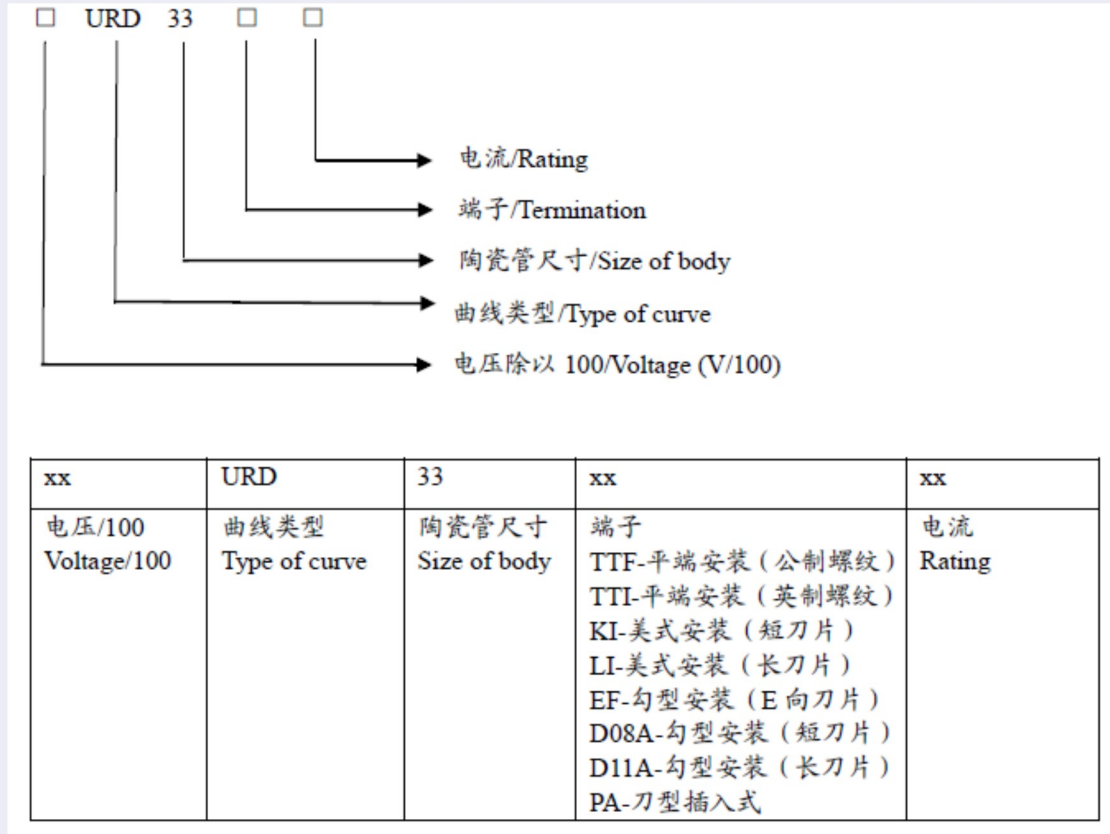 □ URD 33 □ □
电流/Rating
端子/Termination
陶瓷管尺寸/Size of body
曲线类型/Type of curve
电压除以 100/Voltage (V/100)
xx URD 33 xx xx
电压/100 曲线类型 陶瓷管尺寸 端子 电流
Voltage/100 Type of curve Size of body TTF-平端安装（公制螺纹） Rating
TTI-平端安装（英制螺纹）
KI-美式安装（短刀片）
LI-美式安装（长刀片）
EF-勾型安装（E 向刀片）
D08A-勾型安装（短刀片）
D11A-勾型安装（长刀片）
PA-刀型插入式